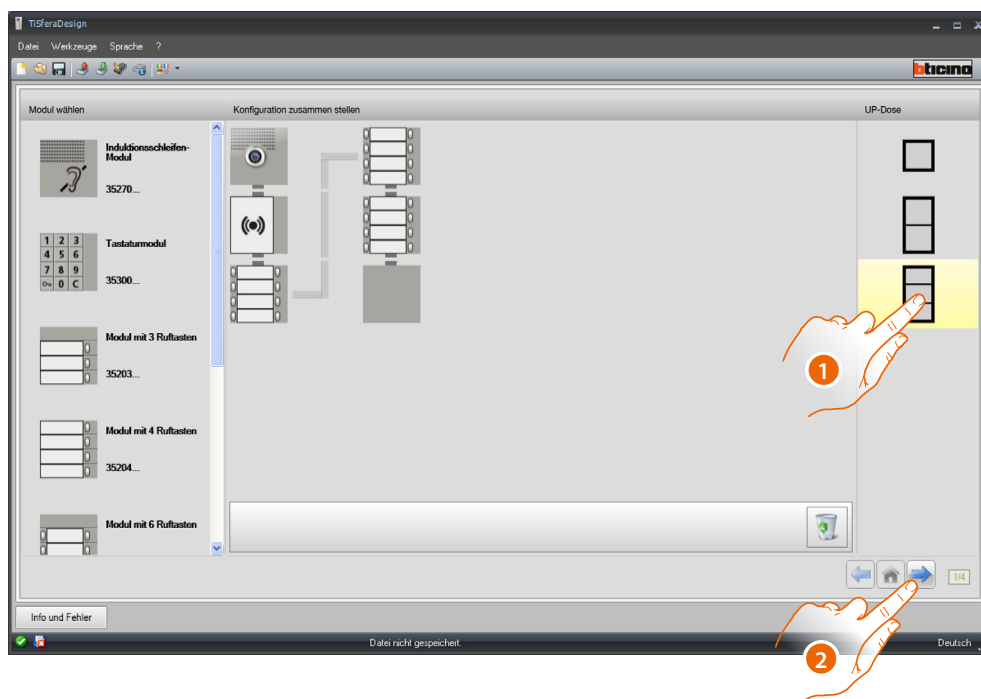 TiSferaDesign
Datei Werkzeuge Sprache ?
bticino
Modul wählen
Konfiguration zusammen stellen
UP-Dose
Induktionsschleifen-
Modul
35270...
1 2 3
4 5 6
7 8 9
0 C
Tastaturmodul
35300...
Modul mit 3 Ruftasten
35203...
Modul mit 4 Ruftasten
35204...
Modul mit 6 Ruftasten
1
1/4
Info und Fehler
2
Datei nicht gespeichert.
Deutsch